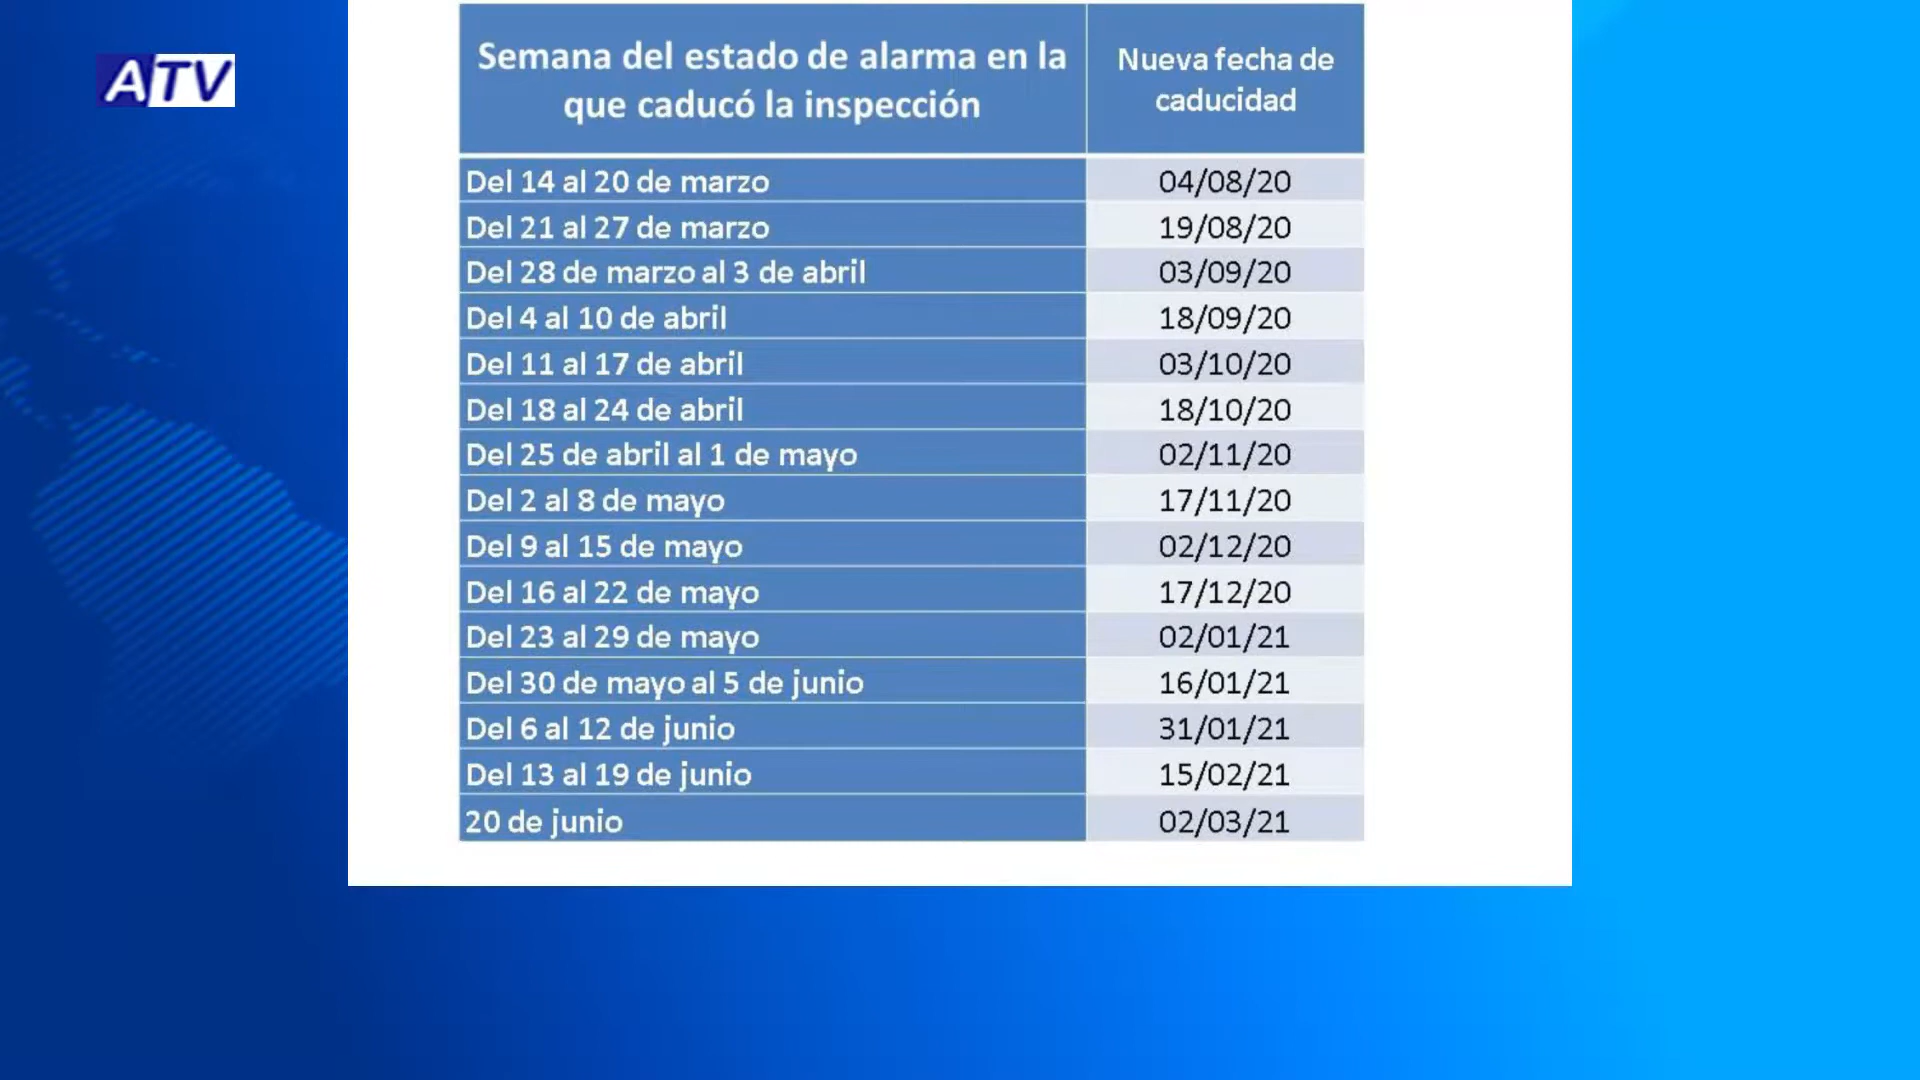 ATV
Semana del estado de alarma en la
que caducó la inspección
Nueva fecha de
caducidad
Del 14 al 20 de marzo 04/08/20
Del 21 al 27 de marzo 19/08/20
Del 28 de marzo al 3 de abril 03/09/20
Del 4 al 10 de abril 18/09/20
Del 11 al 17 de abril 03/10/20
Del 18 al 24 de abril 18/10/20
Del 25 de abril al 1 de mayo 02/11/20
Del 2 al 8 de mayo 17/11/20
Del 9 al 15 de mayo 02/12/20
Del 16 al 22 de mayo 17/12/20
Del 23 al 29 de mayo 02/01/21
Del 30 de mayo al 5 de junio 16/01/21
Del 6 al 12 de junio 31/01/21
Del 13 al 19 de junio 15/02/21
20 de junio 02/03/21